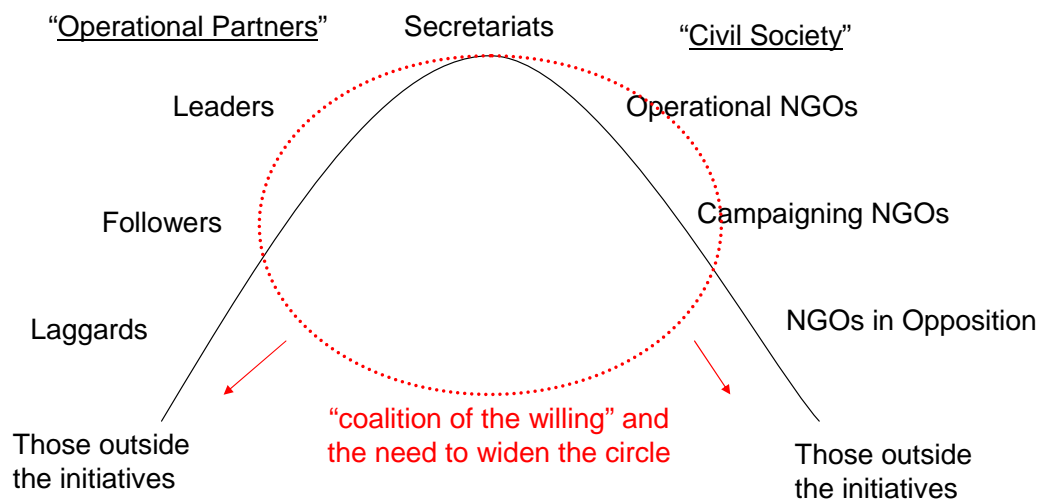 “Operational Partners”
Secretariats
“Civil Society”
Leaders
Operational NGOs
Followers
Campaigning NGOs
Laggards
NGOs in Opposition
“coalition of the willing” and
the need to widen the circle
Those outside
the initiatives
Those outside
the initiatives